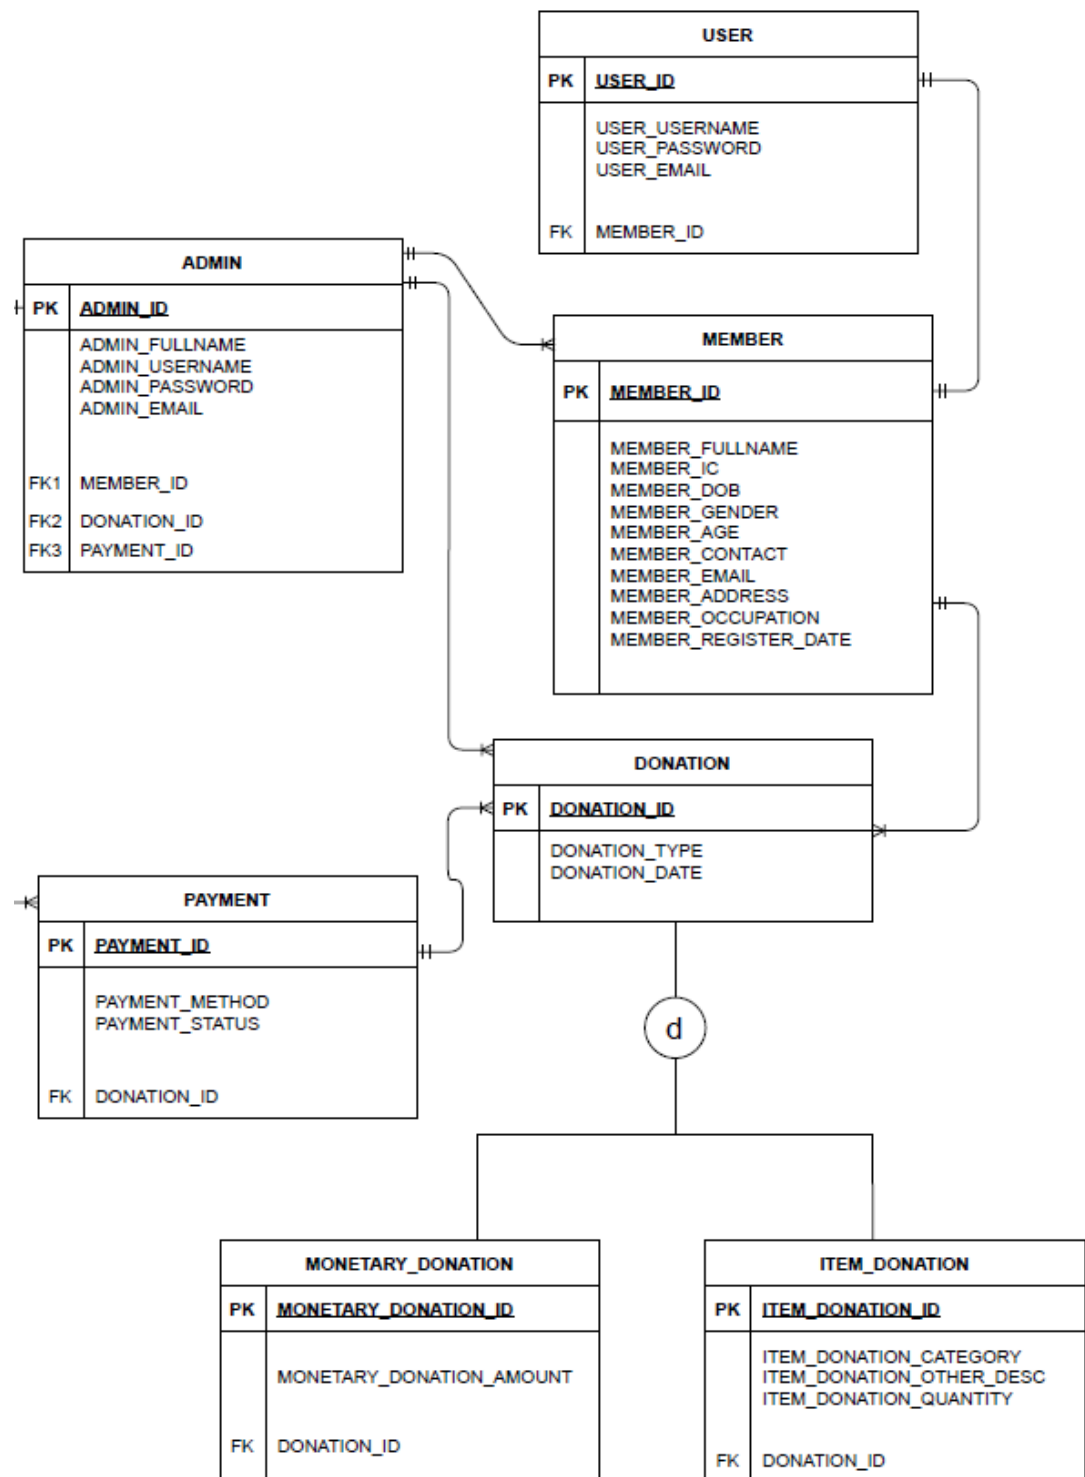 USER
PK USER_ID
USER_USERNAME
USER_PASSWORD
USER_EMAIL
FK MEMBER_ID
ADMIN
PK ADMIN_ID
ADMIN_FULLNAME
ADMIN_USERNAME
ADMIN_PASSWORD
ADMIN_EMAIL
FK1 MEMBER_ID
FK2 DONATION_ID
FK3 PAYMENT_ID
MEMBER
PK MEMBER_ID
MEMBER_FULLNAME
MEMBER_IC
MEMBER_DOB
MEMBER_GENDER
MEMBER_AGE
MEMBER_CONTACT
MEMBER_EMAIL
MEMBER_ADDRESS
MEMBER_OCCUPATION
MEMBER_REGISTER_DATE
DONATION
PK DONATION_ID
DONATION_TYPE
DONATION_DATE
PAYMENT
PK PAYMENT_ID
PAYMENT_METHOD
PAYMENT_STATUS
FK DONATION_ID
d
MONETARY_DONATION
PK MONETARY_DONATION_ID
MONETARY_DONATION_AMOUNT
FK DONATION_ID
ITEM_DONATION
PK ITEM_DONATION_ID
ITEM_DONATION_CATEGORY
ITEM_DONATION_OTHER_DESC
ITEM_DONATION_QUANTITY
FK DONATION_ID